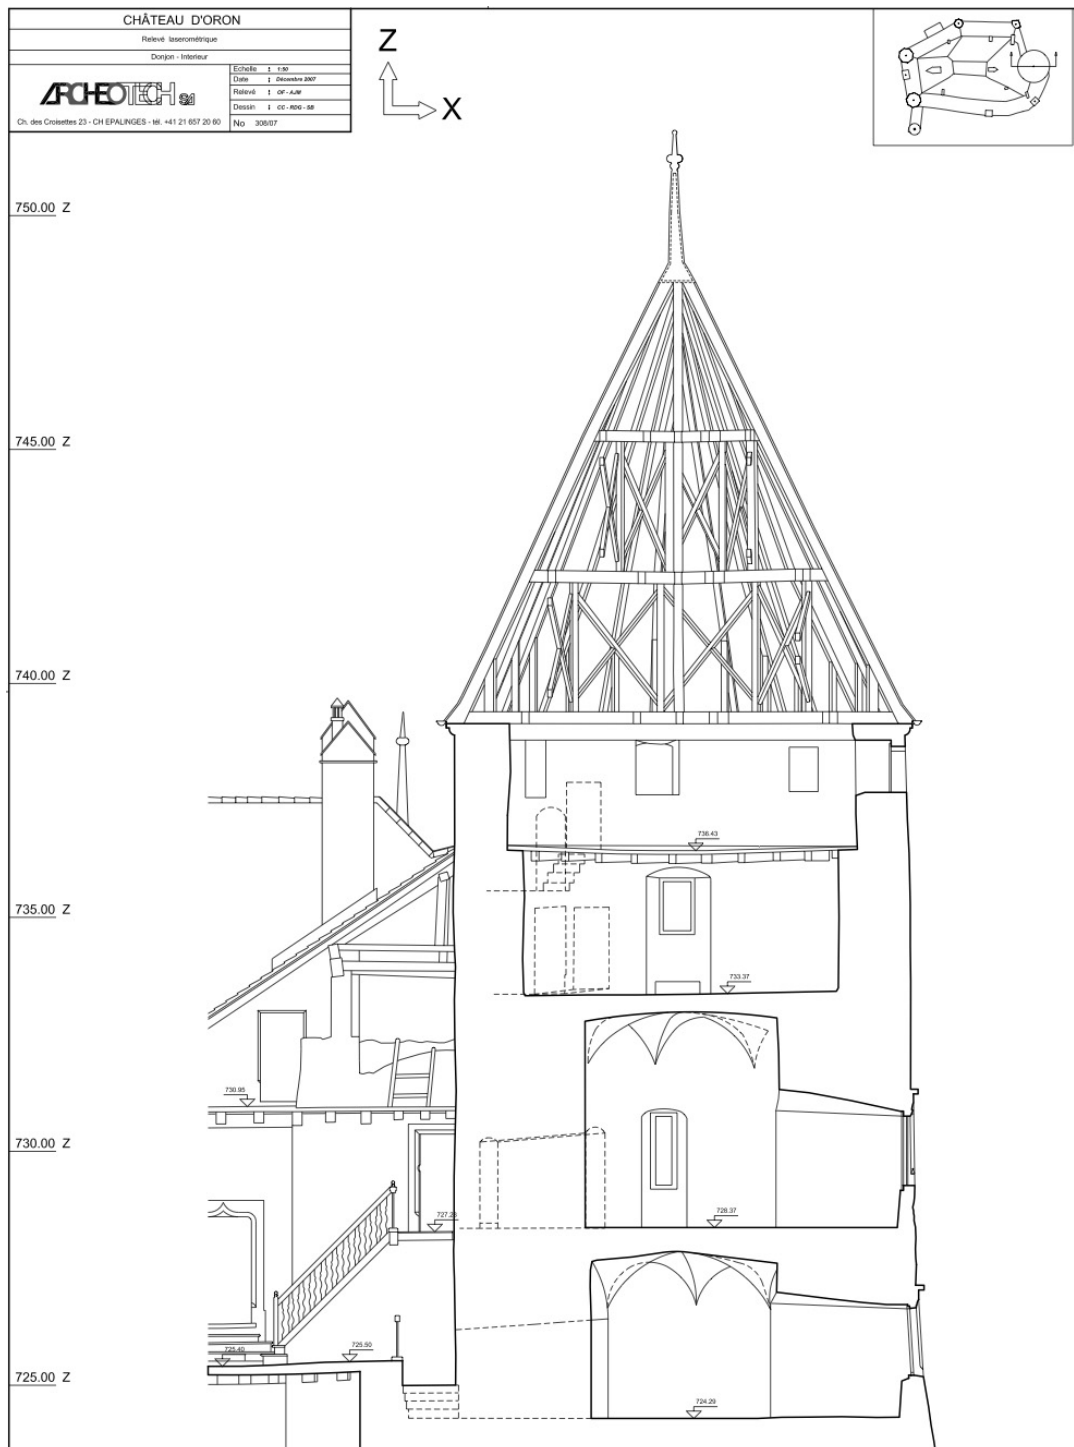 CHÂTEAU D'ORON
Relevé laserométrique
Donjon - Interieur
ARCHEOTECH SA
Ch. des Croisettes 23 - CH EPALINGES - tél. +41 21 657 20 60
Echelle : 1:50
Date : Décembre 2007
Relevé : OF - AJM
Dessin : CC - RDG - SB
No 308/07
Z
X
750.00 Z
745.00 Z
740.00 Z
736.43
735.00 Z
733.37
730.95
730.00 Z
728.37
725.50
725.40
725.00 Z
724.29